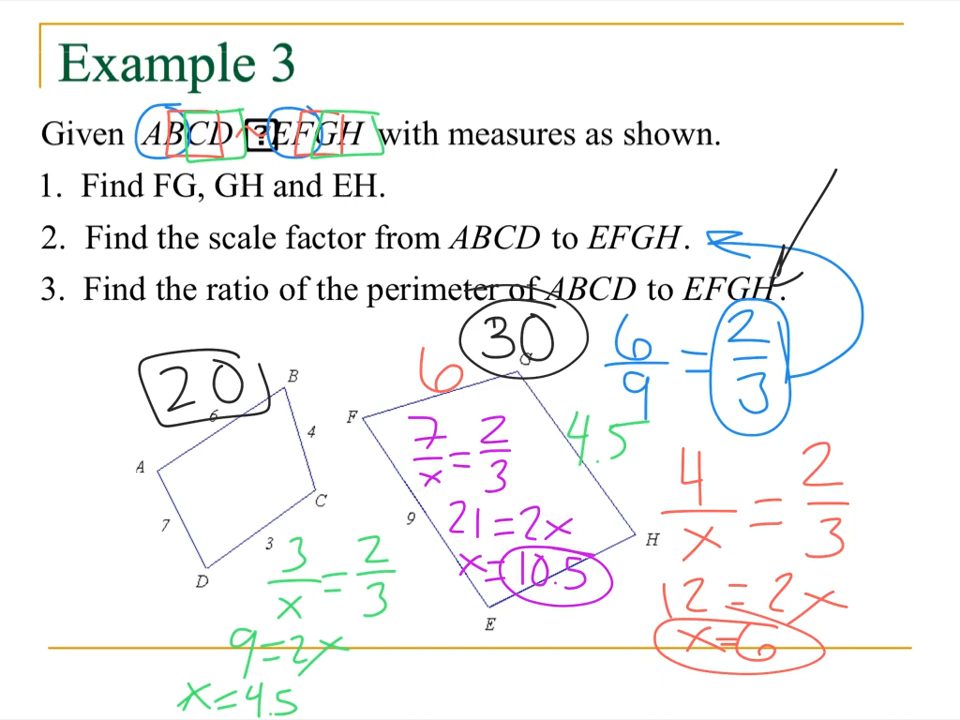 Example 3
Given ABCD ~ EFGH with measures as shown.
1. Find FG, GH and EH.
2. Find the scale factor from ABCD to EFGH.
3. Find the ratio of the perimeter of ABCD to EFGH.
20
30
6
6/9 = 2/3
A
B
C
D
6
4
3
7
F
G
H
E
9
4.5
7/x = 2/3
21 = 2x
x = 10.5
4/x = 2/3
12 = 2x
x = 6
3/x = 2/3
9 = 2x
x = 4.5